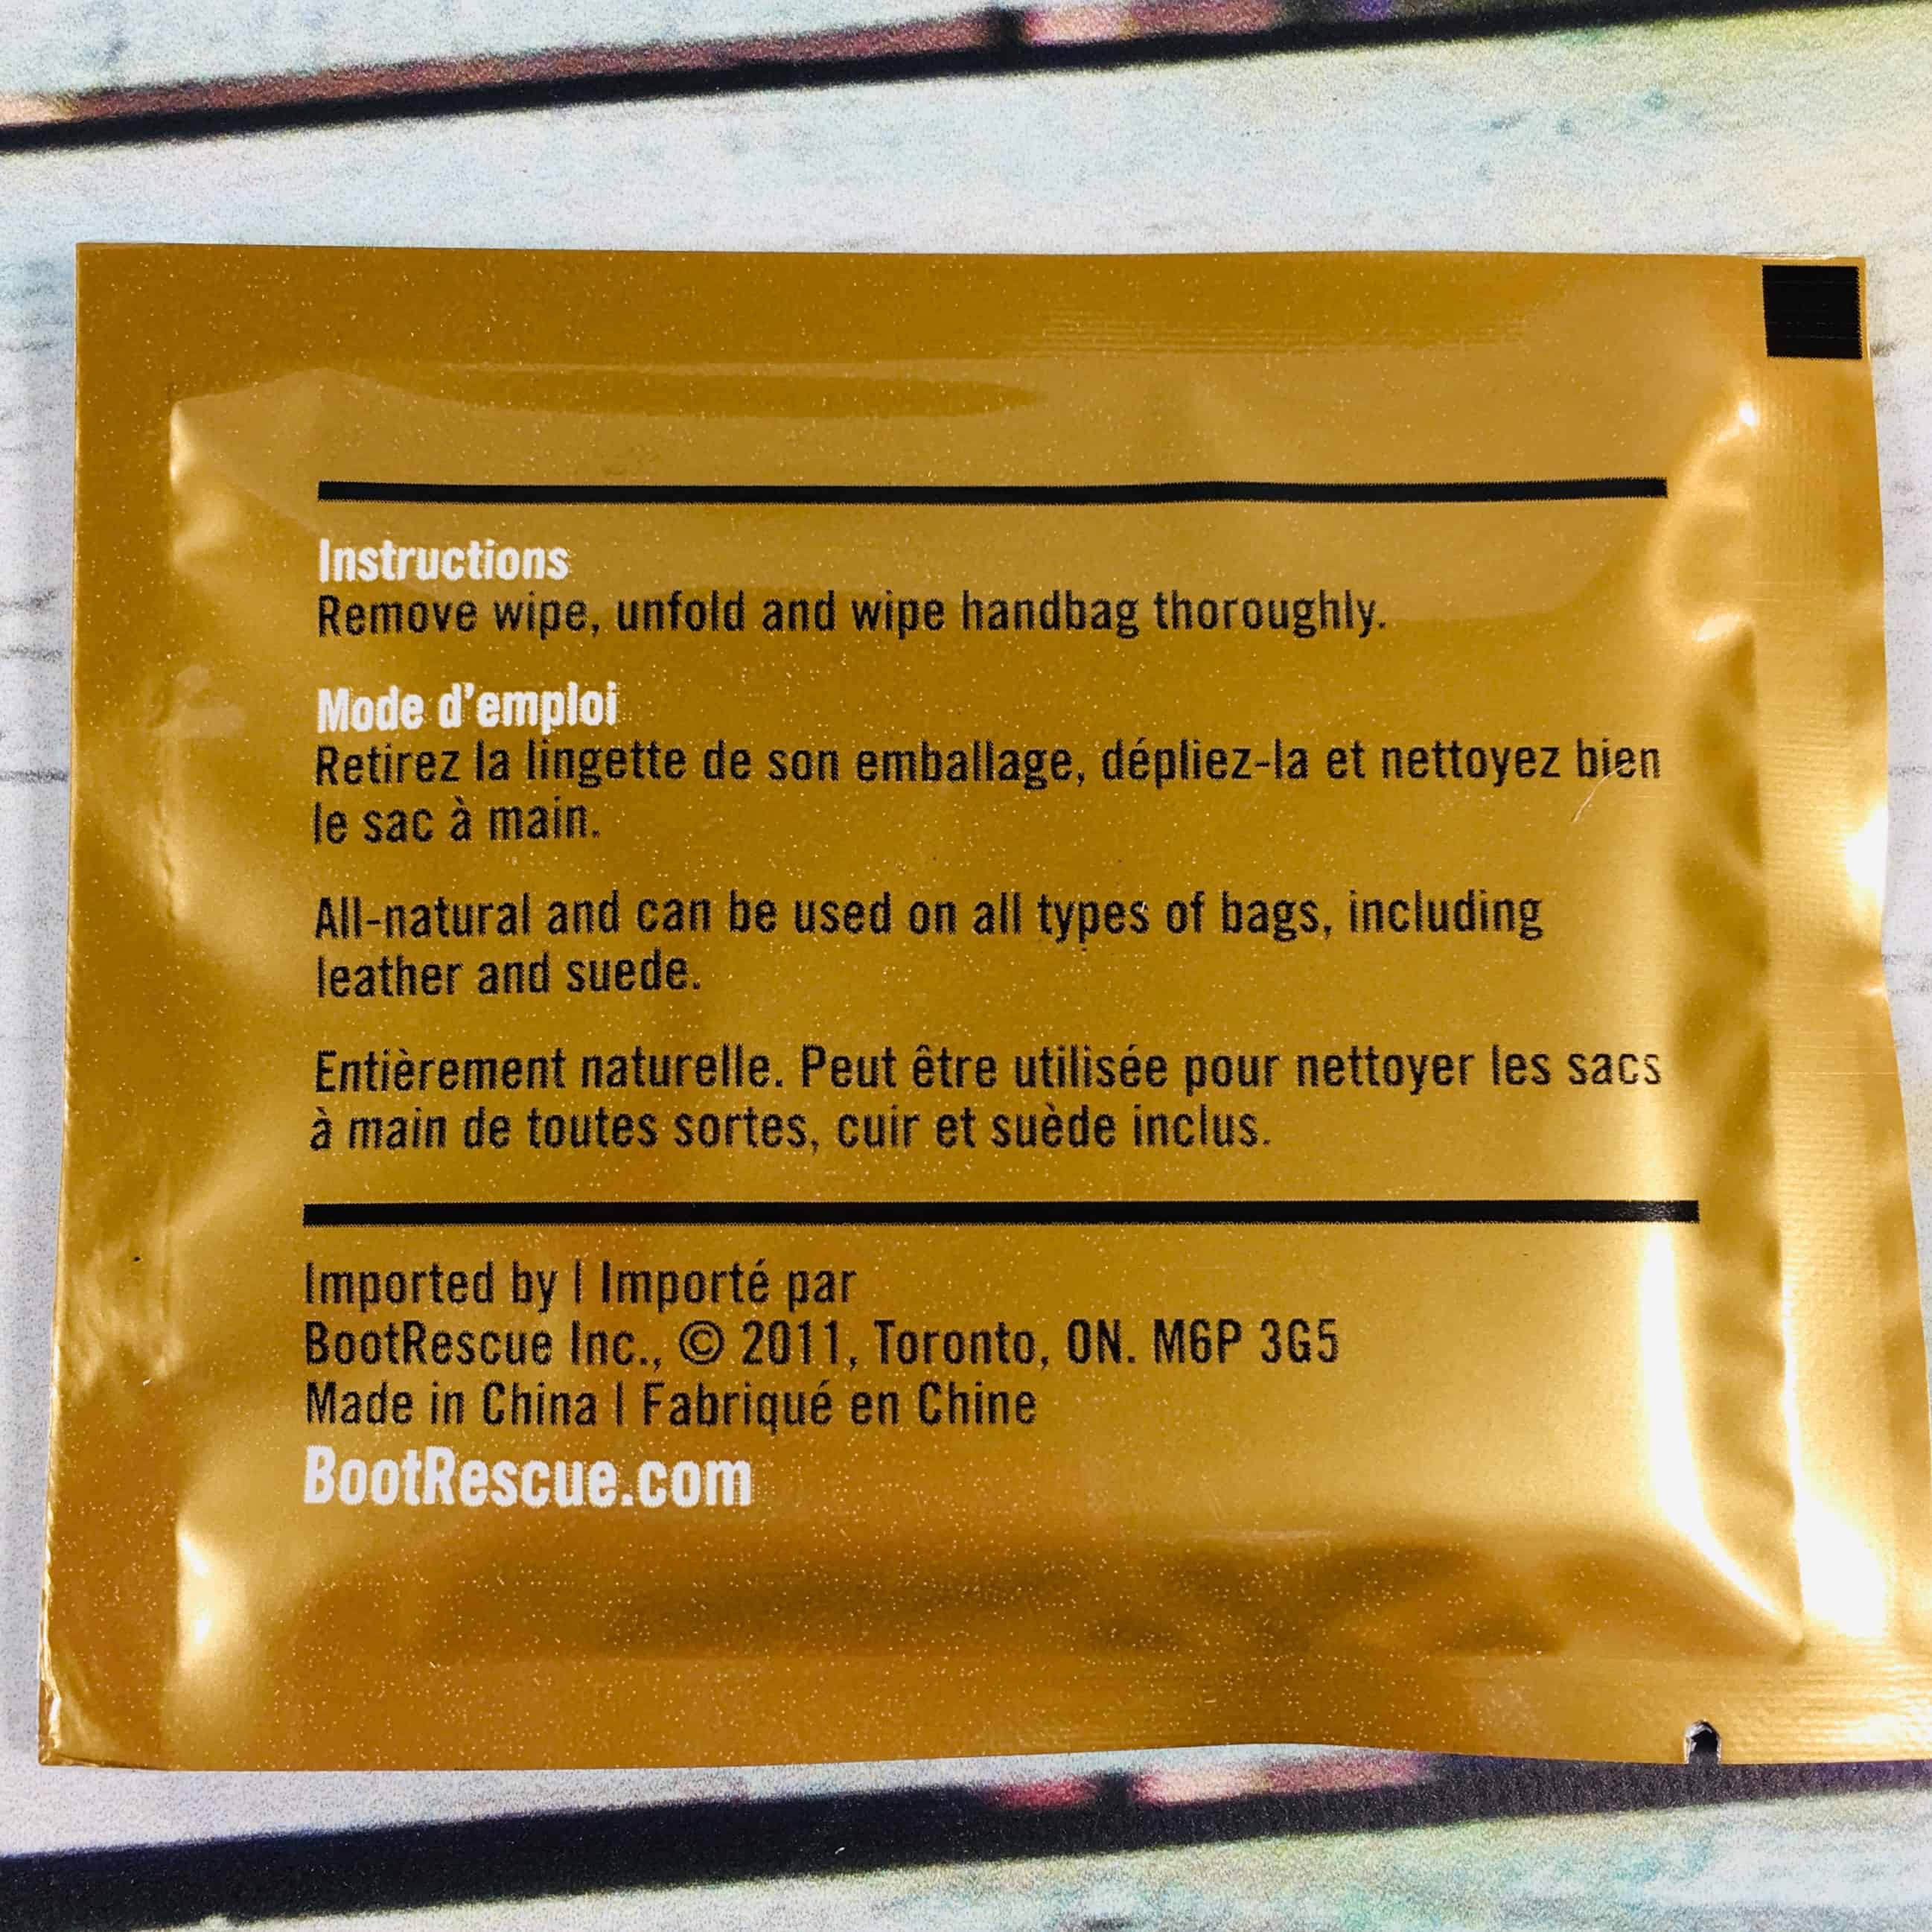 Instructions
Remove wipe, unfold and wipe handbag thoroughly.
Mode d'emploi
Retirez la lingette de son emballage, dépliez-la et nettoyez bien
le sac à main.
All-natural and can be used on all types of bags, including
leather and suede.
Entièrement naturelle. Peut être utilisée pour nettoyer les sacs
à main de toutes sortes, cuir et suède inclus.
Imported by | Importé par
BootRescue Inc., © 2011, Toronto, ON. M6P 3G5
Made in China | Fabriqué en Chine
BootRescue.com